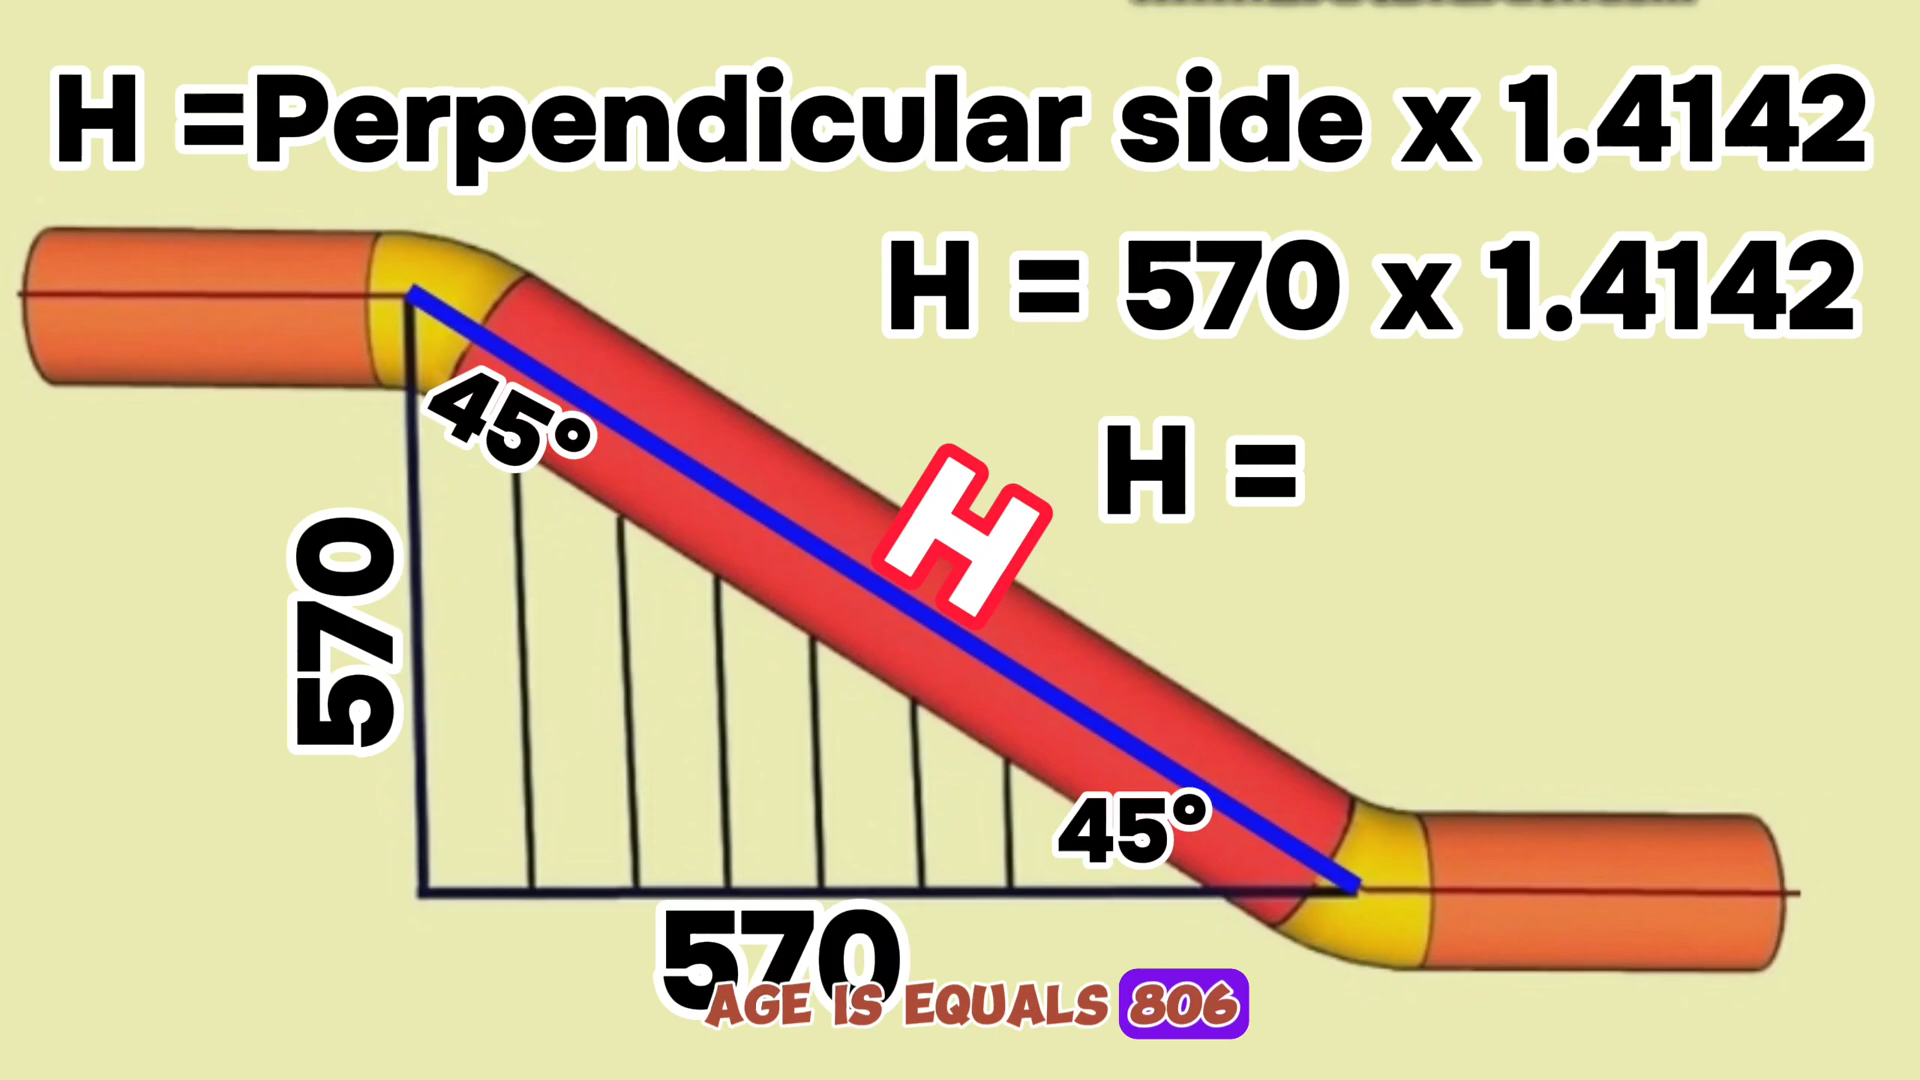 H =Perpendicular side x 1.4142
H = 570 x 1.4142
H =
45°
H
570
45°
570
AGE IS EQUALS 806